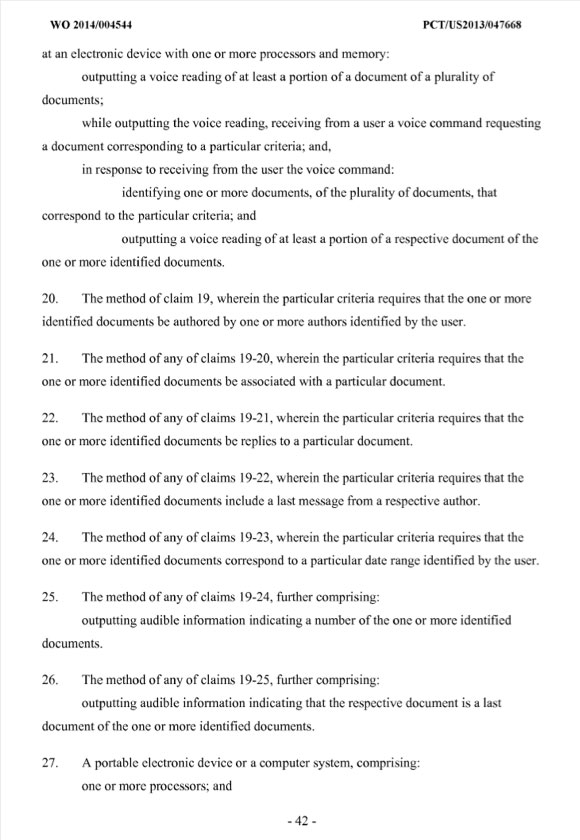 WO 2014/004544 PCT/US2013/047668
at an electronic device with one or more processors and memory:
outputting a voice reading of at least a portion of a document of a plurality of
documents;
while outputting the voice reading, receiving from a user a voice command requesting
a document corresponding to a particular criteria; and,
in response to receiving from the user the voice command:
identifying one or more documents, of the plurality of documents, that
correspond to the particular criteria; and
outputting a voice reading of at least a portion of a respective document of the
one or more identified documents.
20. The method of claim 19, wherein the particular criteria requires that the one or more
identified documents be authored by one or more authors identified by the user.
21. The method of any of claims 19-20, wherein the particular criteria requires that the
one or more identified documents be associated with a particular document.
22. The method of any of claims 19-21, wherein the particular criteria requires that the
one or more identified documents be replies to a particular document.
23. The method of any of claims 19-22, wherein the particular criteria requires that the
one or more identified documents include a last message from a respective author.
24. The method of any of claims 19-23, wherein the particular criteria requires that the
one or more identified documents correspond to a particular date range identified by the user.
25. The method of any of claims 19-24, further comprising:
outputting audible information indicating a number of the one or more identified
documents.
26. The method of any of claims 19-25, further comprising:
outputting audible information indicating that the respective document is a last
document of the one or more identified documents.
27. A portable electronic device or a computer system, comprising:
one or more processors; and
- 42 -